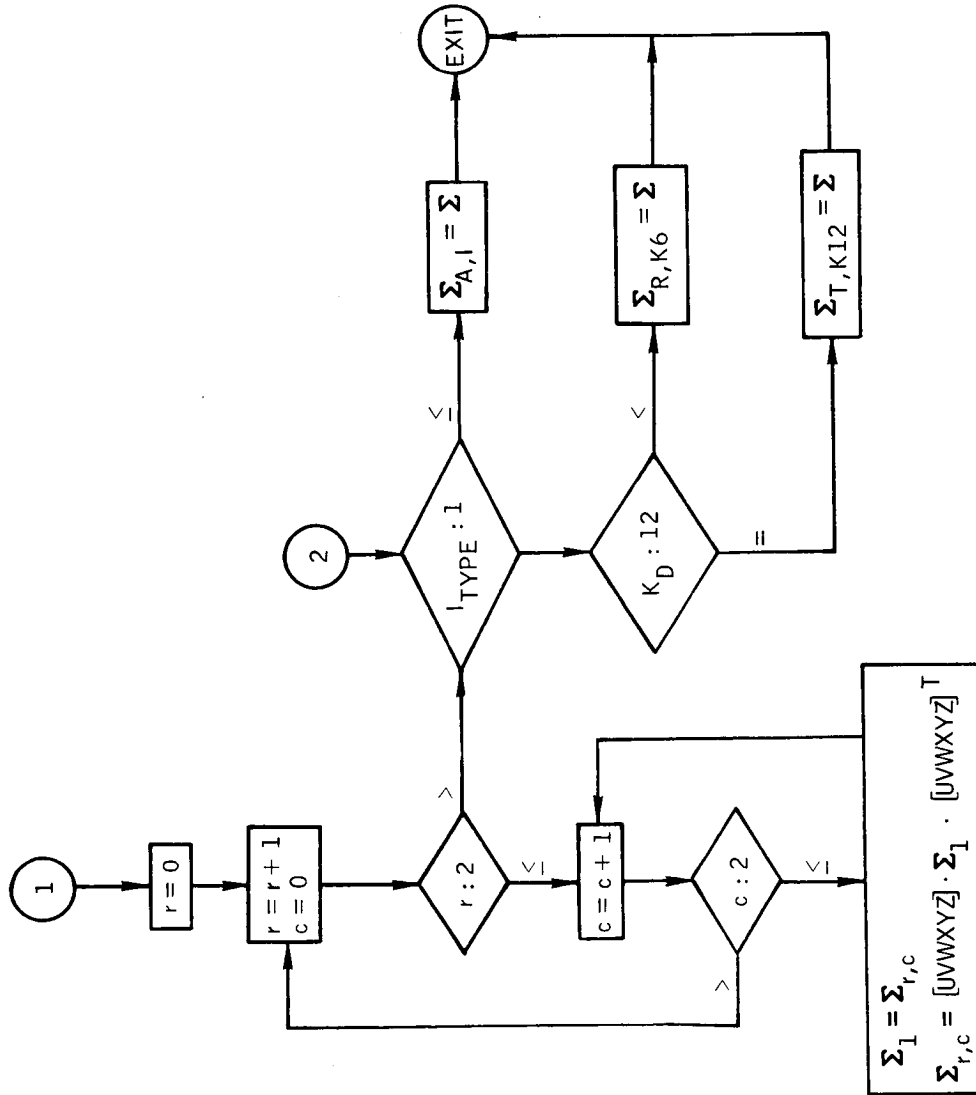 1
r = 0
r = r + 1
c = 0
r : 2
>
≤
c = c + 1
c : 2
>
≤
Σ1 = Σr,c
Σr,c = [UVWXYZ] · Σ1 · [UVWXYZ]T
2
ITYPE : 1
≤
ΣA,I = Σ
KD : 12
<
ΣR,K6 = Σ
=
ΣT,K12 = Σ
EXIT